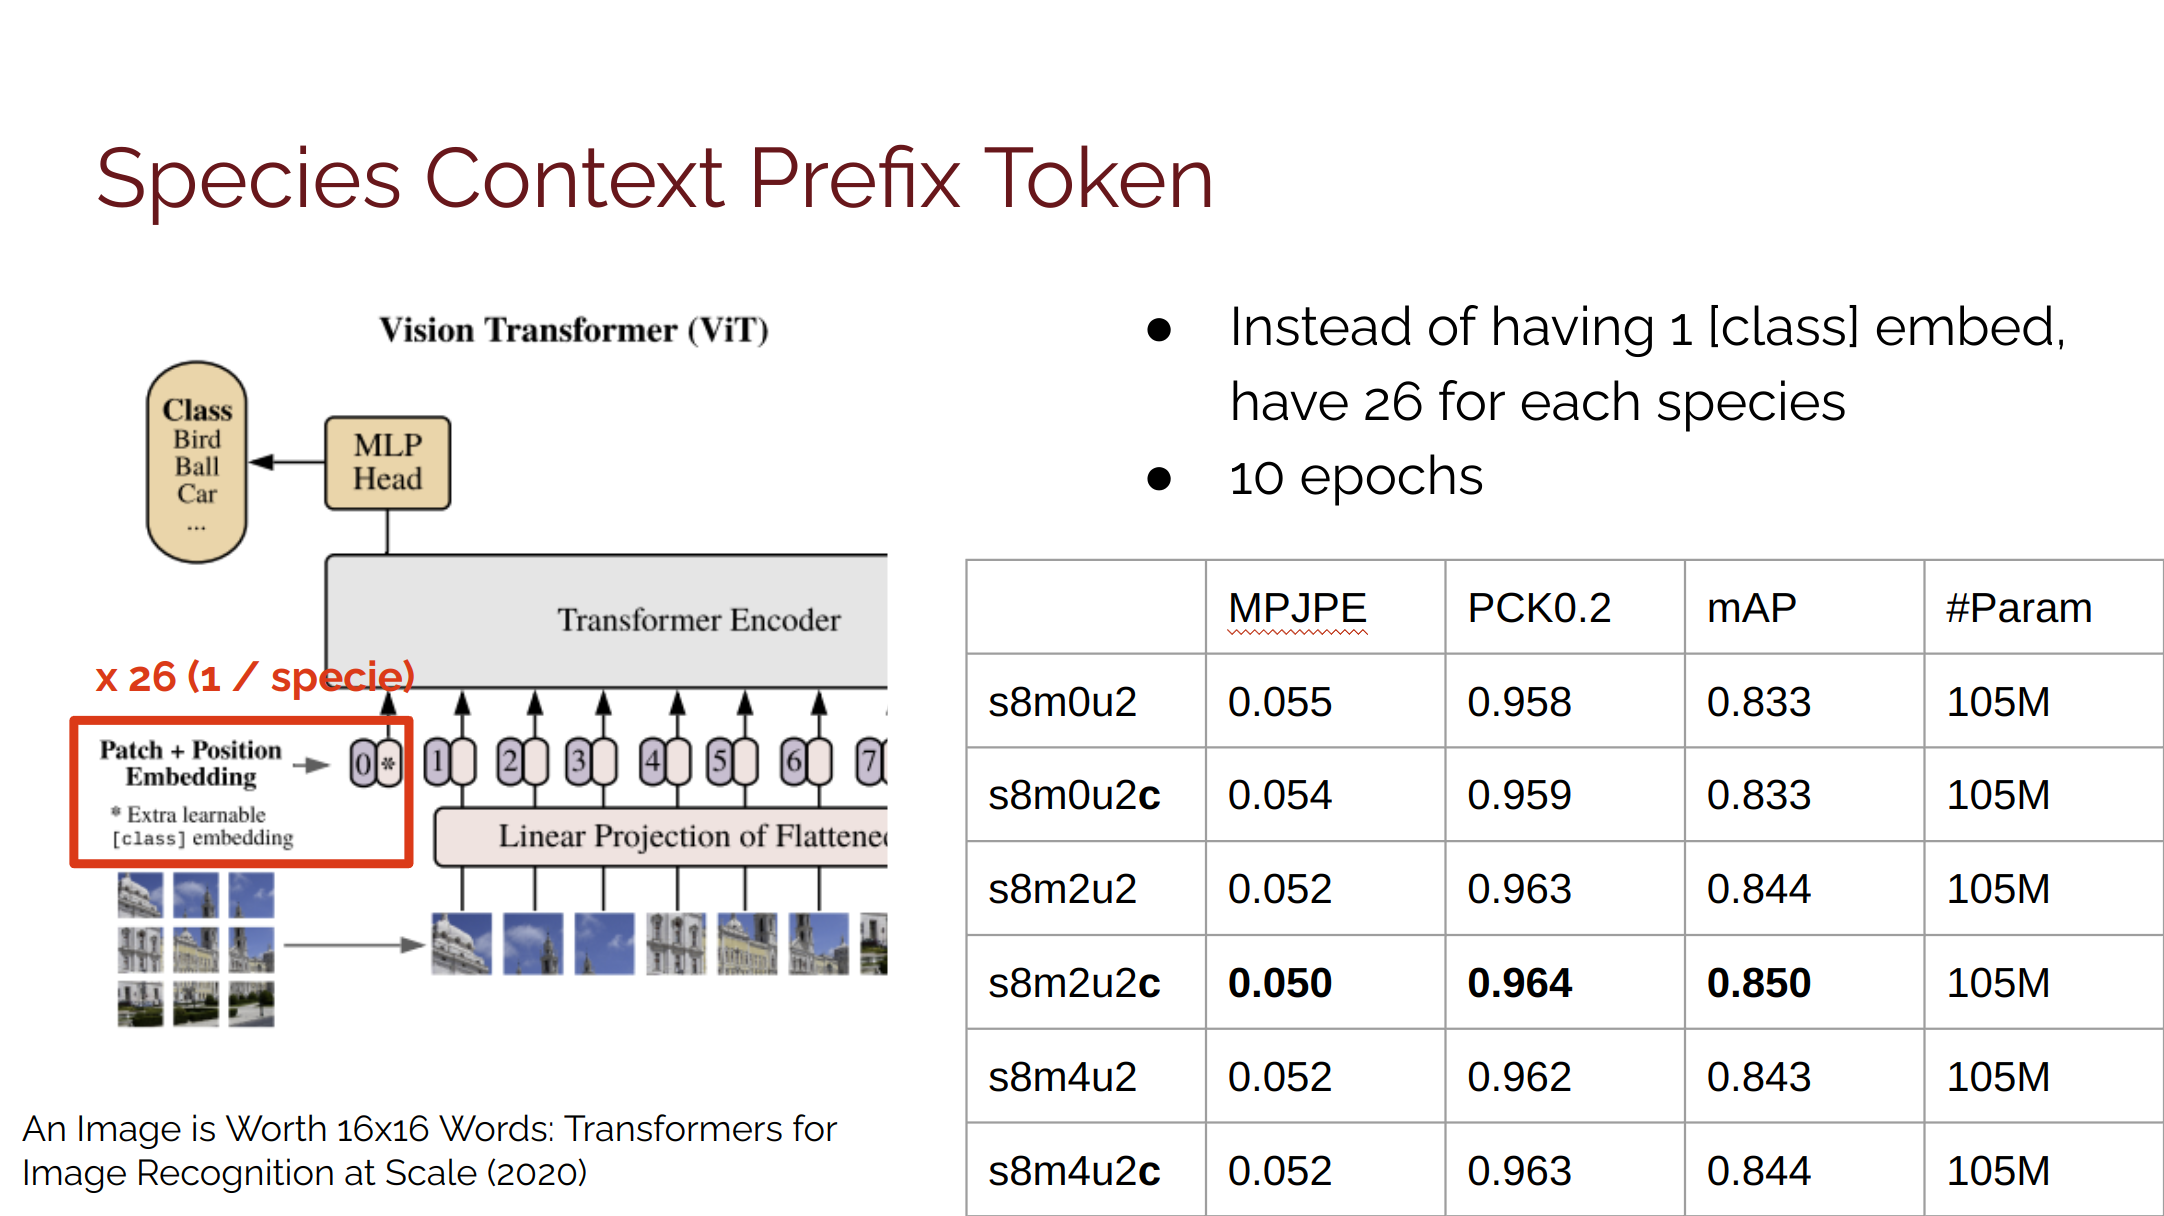 Species Context Prefix Token
Vision Transformer (ViT)
Class
Bird
Ball
Car
...
MLP
Head
Transformer Encoder
x 26 (1 / specie)
Patch + Position
Embedding
* Extra learnable
[class] embedding
0 * 1 2 3 4 5 6 7
Linear Projection of Flattened
An Image is Worth 16x16 Words: Transformers for
Image Recognition at Scale (2020)
● Instead of having 1 [class] embed,
have 26 for each species
● 10 epochs
MPJPE PCK0.2 mAP #Param
s8m0u2 0.055 0.958 0.833 105M
s8m0u2c 0.054 0.959 0.833 105M
s8m2u2 0.052 0.963 0.844 105M
s8m2u2c 0.050 0.964 0.850 105M
s8m4u2 0.052 0.962 0.843 105M
s8m4u2c 0.052 0.963 0.844 105M